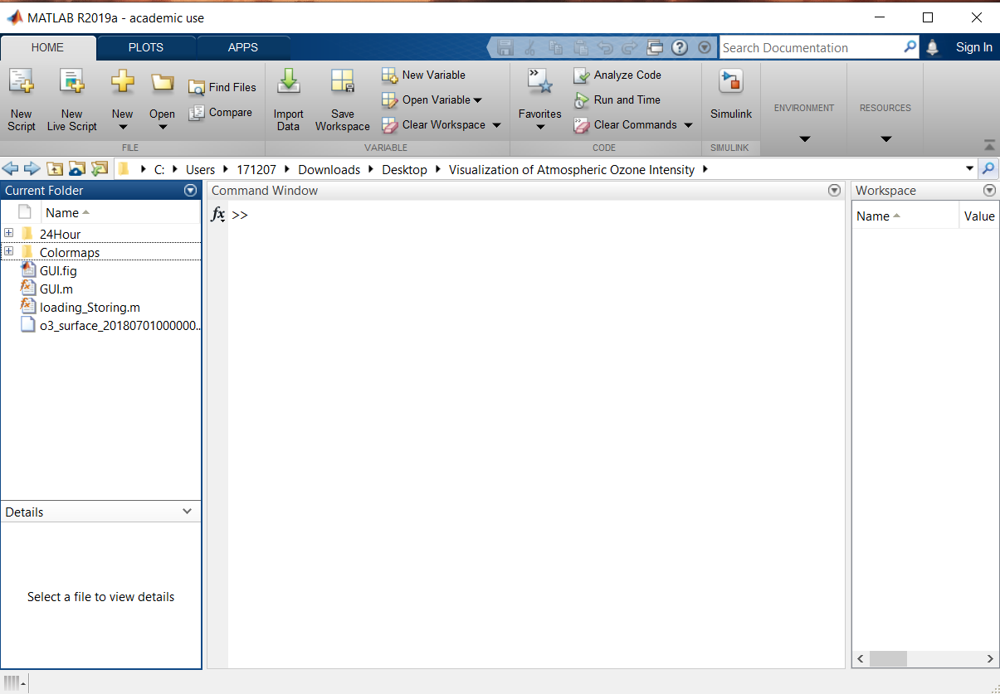 MATLAB R2019a - academic use
HOME PLOTS APPS Search Documentation Sign In
New Script
New Live Script
New
Open
Find Files
Compare
Import Data
Save Workspace
New Variable
Open Variable
Clear Workspace
Favorites
Analyze Code
Run and Time
Clear Commands
Simulink
ENVIRONMENT
RESOURCES
FILE VARIABLE CODE SIMULINK
C: Users 171207 Downloads Desktop Visualization of Atmospheric Ozone Intensity
Current Folder
Name
24Hour
Colormaps
GUI.fig
GUI.m
loading_Storing.m
o3_surface_20180701000000...
Details
Select a file to view details
Command Window
fx >>
Workspace
Name Value